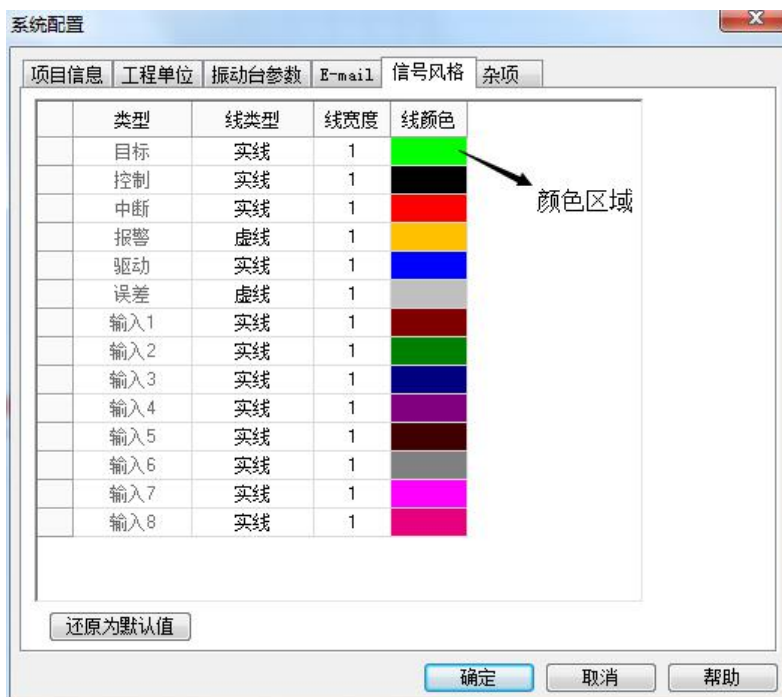 系统配置
项目信息 工程单位 振动台参数 E-mail 信号风格 杂项
类型 线类型 线宽度 线颜色
目标 实线 1
控制 实线 1
颜色区域
中断 实线 1
报警 虚线 1
驱动 实线 1
误差 虚线 1
输入1 实线 1
输入2 实线 1
输入3 实线 1
输入4 实线 1
输入5 实线 1
输入6 实线 1
输入7 实线 1
输入8 实线 1
还原为默认值
确定 取消 帮助